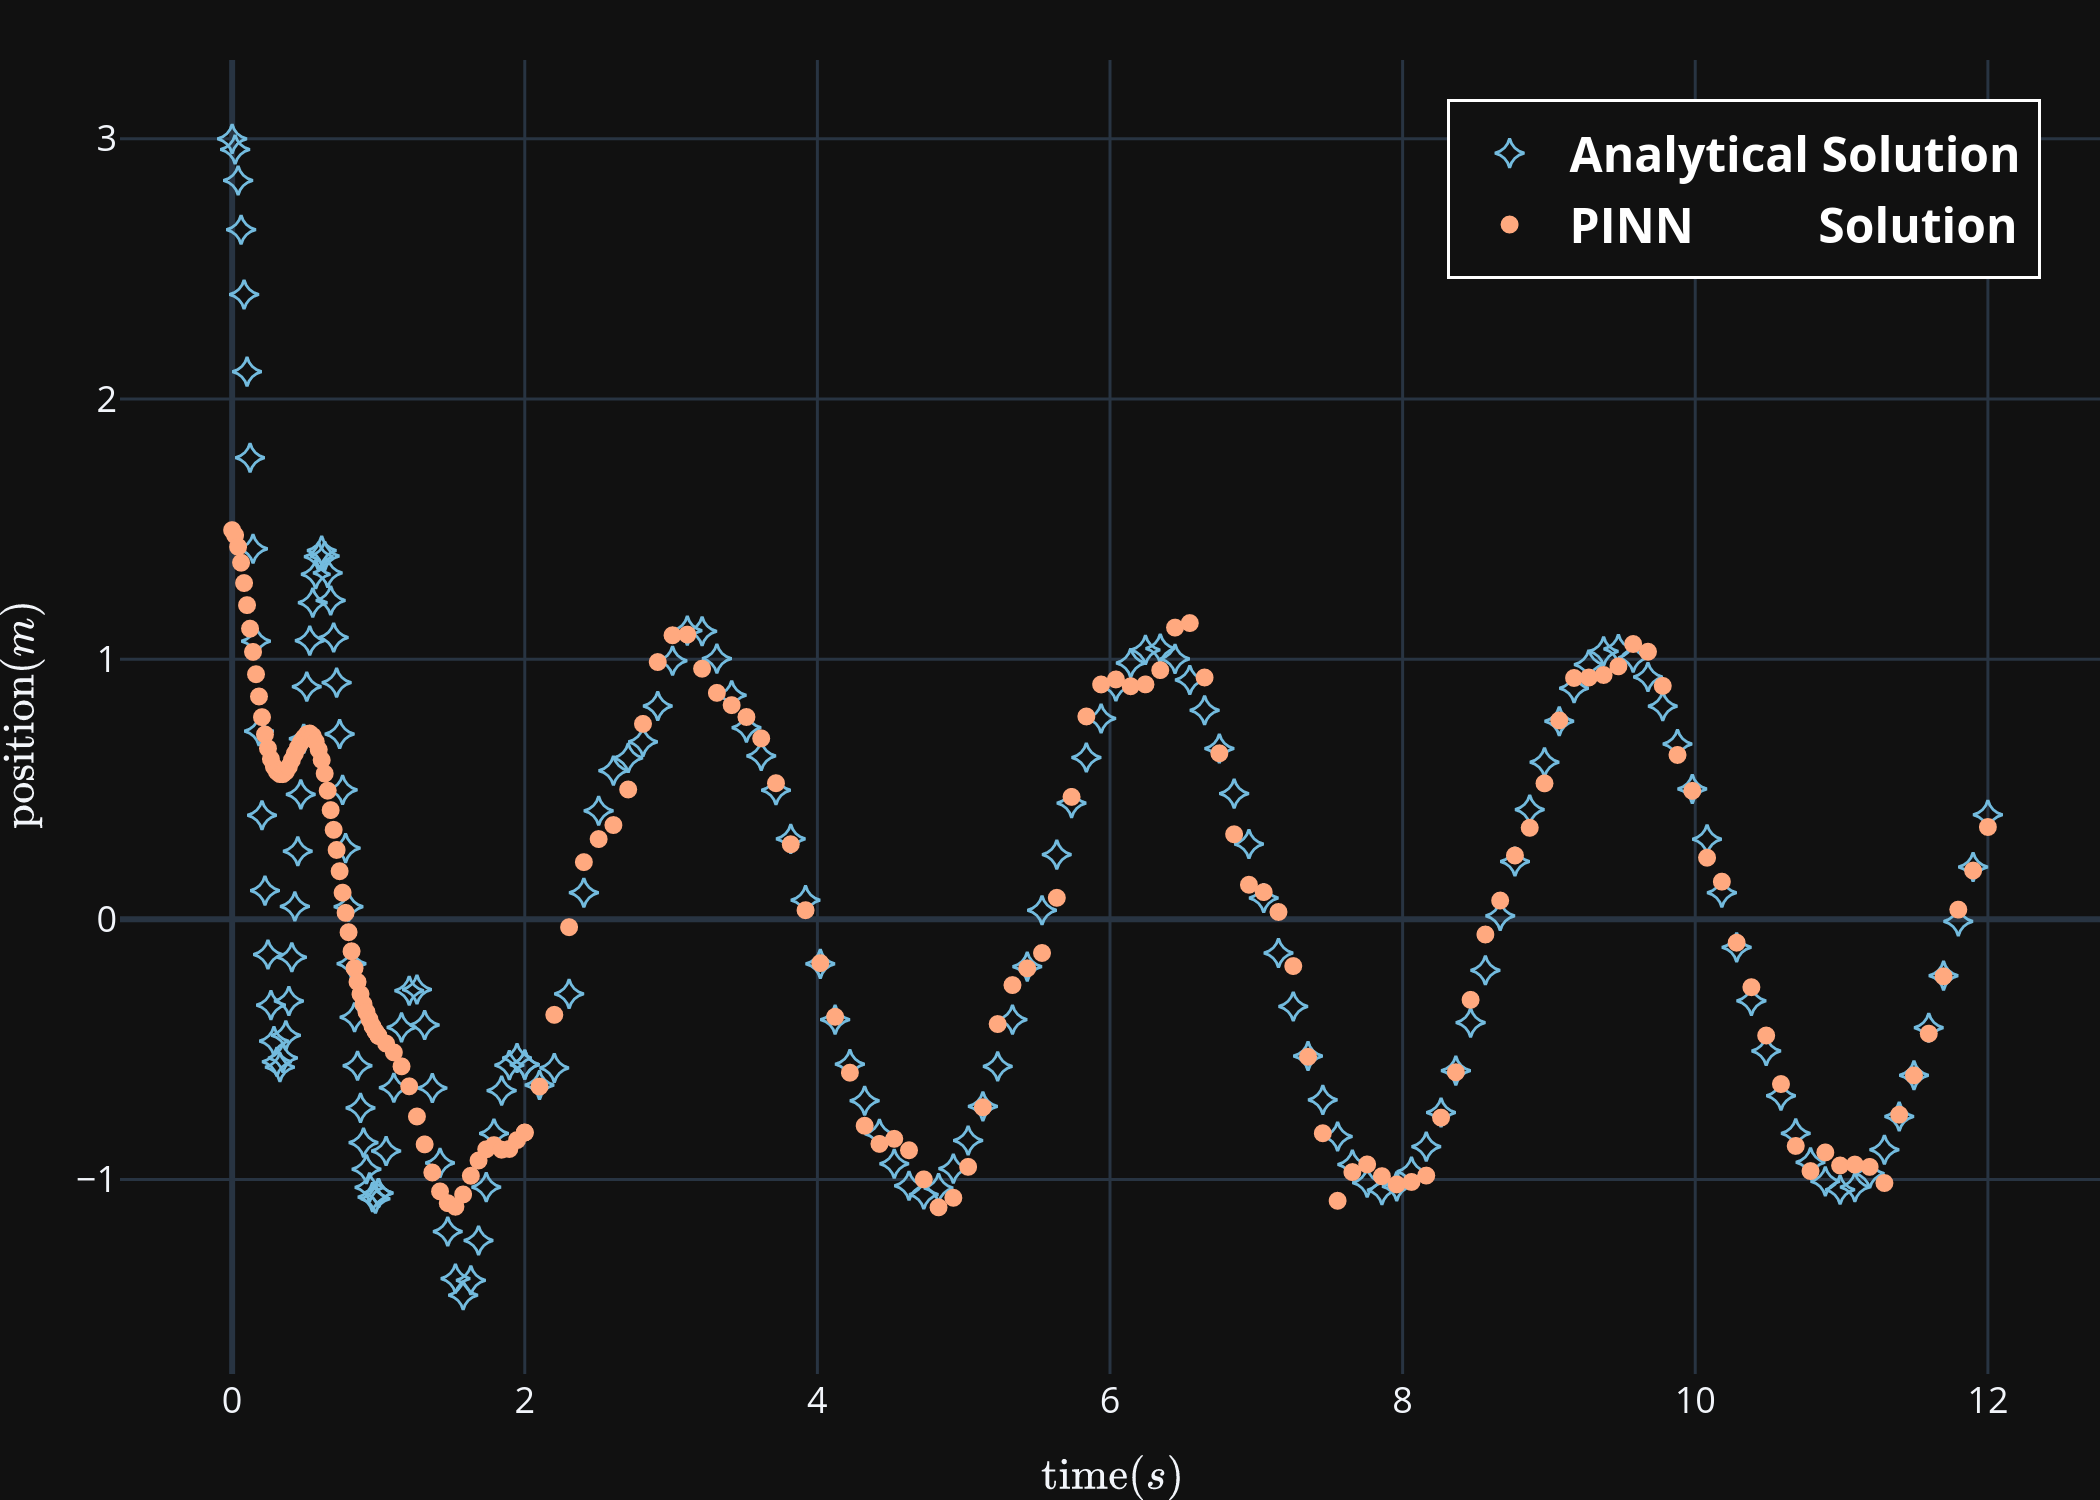 Analytical Solution
PINN Solution
3
2
1
0
−1
position(m)
0 2 4 6 8 10 12
time(s)